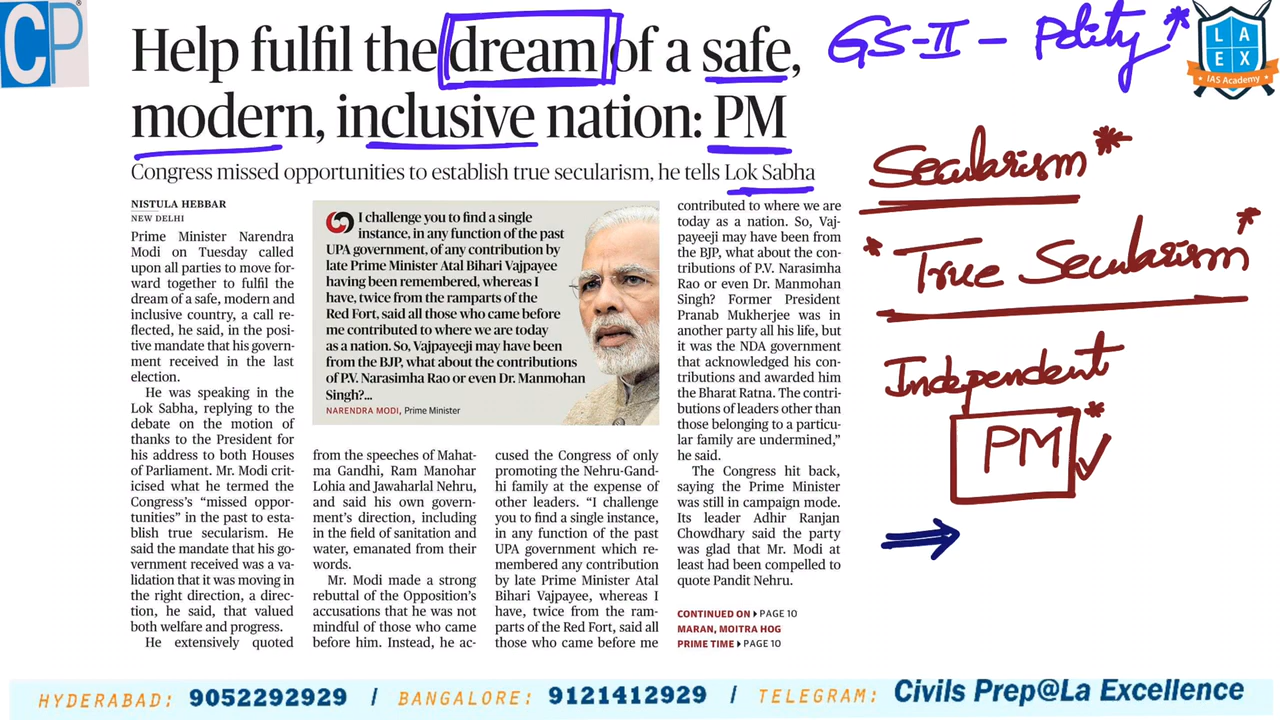 CP
Help fulfil the dream of a safe,
modern, inclusive nation: PM
Congress missed opportunities to establish true secularism, he tells Lok Sabha
NISTULA HEBBAR
NEW DELHI
Prime Minister Narendra
Modi on Tuesday called
upon all parties to move for-
ward together to fulfil the
dream of a safe, modern and
inclusive country, a call re-
flected, he said, in the posi-
tive mandate that his govern-
ment received in the last
election.
He was speaking in the
Lok Sabha, replying to the
debate on the motion of
thanks to the President for
his address to both Houses
of Parliament. Mr. Modi crit-
icised what he termed the
Congress’s “missed oppor-
tunities” in the past to esta-
blish true secularism. He
said the mandate that his go-
vernment received was a va-
lidation that it was moving in
the right direction, a direc-
tion, he said, that valued
both welfare and progress.
He extensively quoted
I challenge you to find a single
instance, in any function of the past
UPA government, of any contribution by
late Prime Minister Atal Bihari Vajpayee
having been remembered, whereas I
have, twice from the ramparts of the
Red Fort, said all those who came before
me contributed to where we are today
as a nation. So, Vajpayeeji may have been
from the BJP, what about the contributions
of P.V. Narasimha Rao or even Dr. Manmohan
Singh?...
NARENDRA MODI, Prime Minister
from the speeches of Mahat-
ma Gandhi, Ram Manohar
Lohia and Jawaharlal Nehru,
and said his own govern-
ment’s direction, including
in the field of sanitation and
water, emanated from their
words.
Mr. Modi made a strong
rebuttal of the Opposition’s
accusations that he was not
mindful of those who came
before him. Instead, he ac-
cused the Congress of only
promoting the Nehru-Gand-
hi family at the expense of
other leaders. “I challenge
you to find a single instance,
in any function of the past
UPA government which re-
membered any contribution
by late Prime Minister Atal
Bihari Vajpayee, whereas I
have, twice from the ram-
parts of the Red Fort, said all
those who came before me
contributed to where we are
today as a nation. So, Vaj-
payeeji may have been from
the BJP, what about the con-
tributions of P.V. Narasimha
Rao or even Dr. Manmohan
Singh? Former President
Pranab Mukherjee was in
another party all his life, but
it was the NDA government
that acknowledged his con-
tributions and awarded him
the Bharat Ratna. The contri-
butions of leaders other than
those belonging to a particu-
lar family are undermined,”
he said.
The Congress hit back,
saying the Prime Minister
was still in campaign mode.
Its leader Adhir Ranjan
Chowdhary said the party
was glad that Mr. Modi at
least had been compelled to
quote Pandit Nehru.
CONTINUED ON PAGE 10
MARAN, MOITRA HOG
PRIME TIME PAGE 10
GS-II - Polity*
LA
EX
IAS Academy
Secularism*
* True Secularism*
Independent
PM*
HYDERABAD: 9052292929 / BANGALORE: 9121412929 / TELEGRAM: Civils Prep@La Excellence